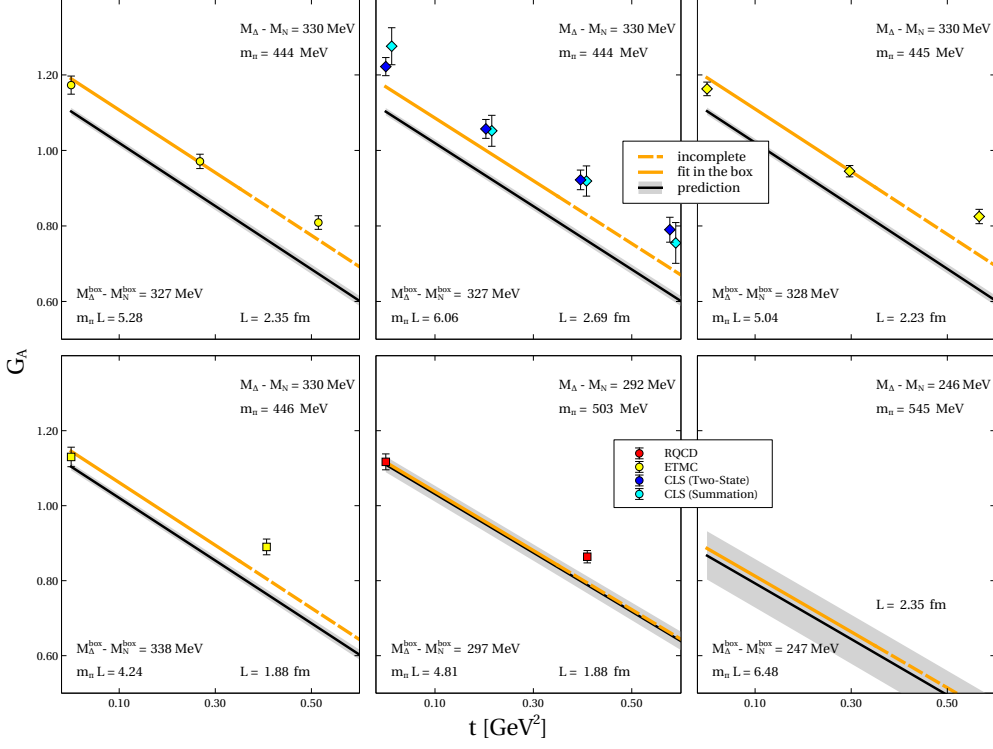 M_Δ - M_N = 330 MeV
m_π = 444 MeV
1.20
1.00
0.80
0.60
M_Δ^box - M_N^box = 327 MeV
m_π L = 5.28 L = 2.35 fm
M_Δ - M_N = 330 MeV
m_π = 444 MeV
M_Δ^box - M_N^box = 327 MeV
m_π L = 6.06 L = 2.69 fm
M_Δ - M_N = 330 MeV
m_π = 445 MeV
incomplete
fit in the box
prediction
M_Δ^box - M_N^box = 328 MeV
m_π L = 5.04 L = 2.23 fm
G_A
M_Δ - M_N = 330 MeV
m_π = 446 MeV
1.20
1.00
0.80
0.60
M_Δ^box - M_N^box = 338 MeV
m_π L = 4.24 L = 1.88 fm
0.10 0.30 0.50
M_Δ - M_N = 292 MeV
m_π = 503 MeV
M_Δ^box - M_N^box = 297 MeV
m_π L = 4.81 L = 1.88 fm
0.10 0.30 0.50
M_Δ - M_N = 246 MeV
m_π = 545 MeV
RQCD
ETMC
CLS (Two-State)
CLS (Summation)
L = 2.35 fm
M_Δ^box - M_N^box = 247 MeV
m_π L = 6.48
0.10 0.30 0.50
t [GeV²]